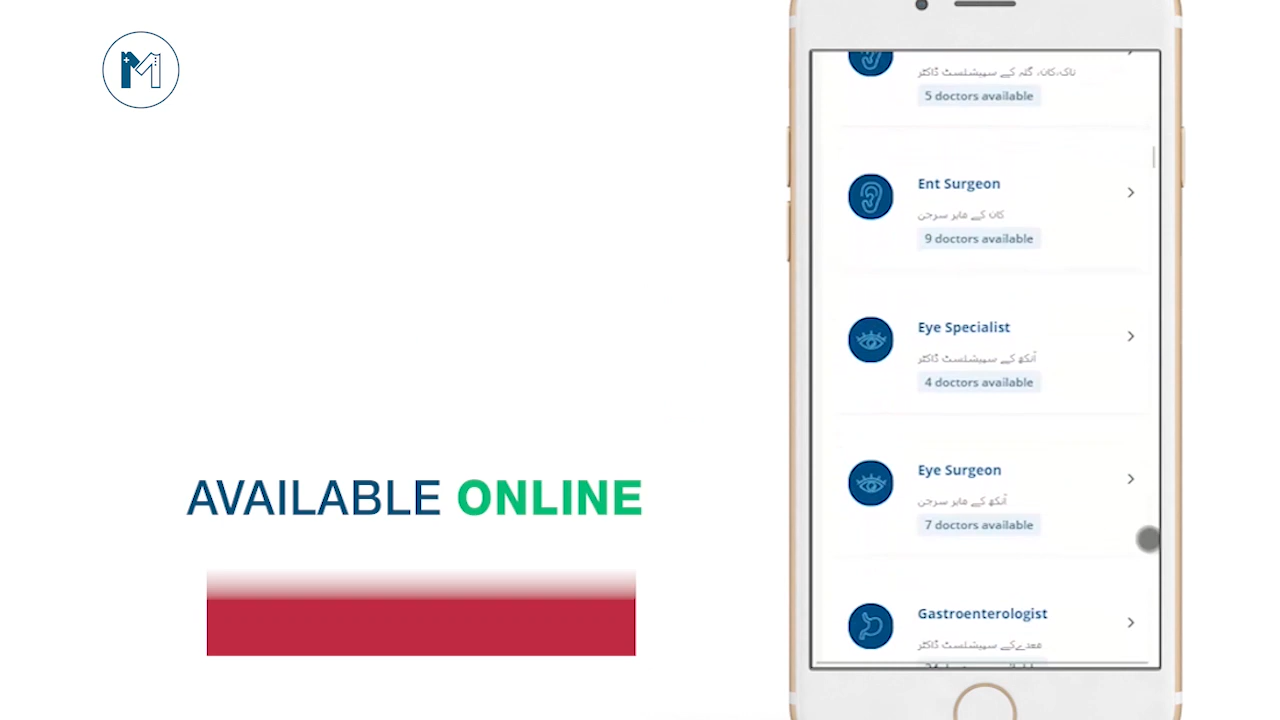 AVAILABLE ONLINE
ناک،کان، گلہ کے سپیشلسٹ ڈاکٹر
5 doctors available
Ent Surgeon
کان کے ماہر سرجن
9 doctors available
Eye Specialist
آنکھ کے سپیشلسٹ ڈاکٹر
4 doctors available
Eye Surgeon
آنکھ کے ماہر سرجن
7 doctors available
Gastroenterologist
معدےکے سپیشلسٹ ڈاکٹر